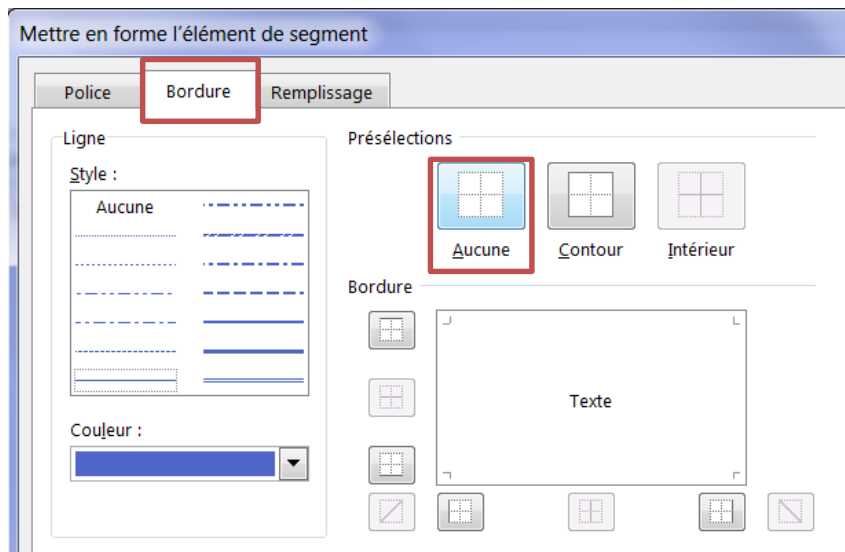 Mettre en forme l’élément de segment
Police Bordure Remplissage
Ligne
Style :
Aucune
Couleur :
Présélections
Aucune Contour Intérieur
Bordure
Texte